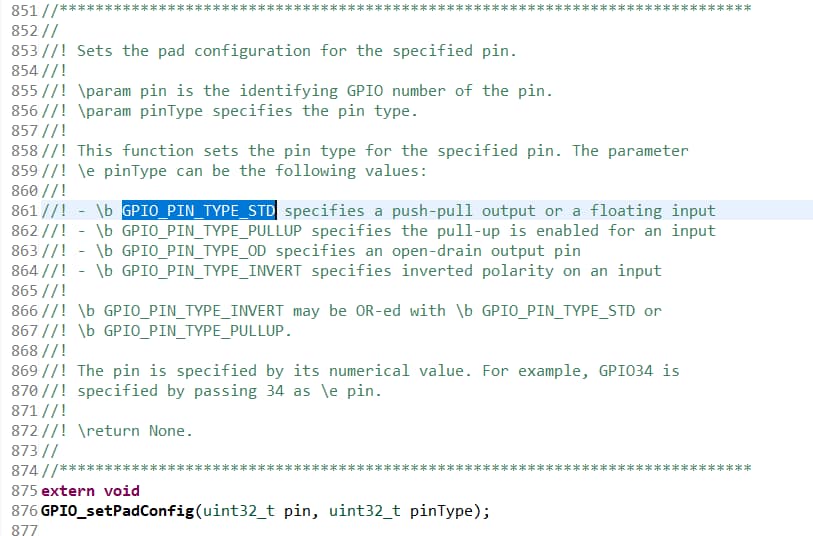 851 //*****************************************************************************
852 //
853 //! Sets the pad configuration for the specified pin.
854 //!
855 //! \param pin is the identifying GPIO number of the pin.
856 //! \param pinType specifies the pin type.
857 //!
858 //! This function sets the pin type for the specified pin. The parameter
859 //! \e pinType can be the following values:
860 //!
861 //! - \b GPIO_PIN_TYPE_STD specifies a push-pull output or a floating input
862 //! - \b GPIO_PIN_TYPE_PULLUP specifies the pull-up is enabled for an input
863 //! - \b GPIO_PIN_TYPE_OD specifies an open-drain output pin
864 //! - \b GPIO_PIN_TYPE_INVERT specifies inverted polarity on an input
865 //!
866 //! \b GPIO_PIN_TYPE_INVERT may be OR-ed with \b GPIO_PIN_TYPE_STD or
867 //! \b GPIO_PIN_TYPE_PULLUP.
868 //!
869 //! The pin is specified by its numerical value. For example, GPIO34 is
870 //! specified by passing 34 as \e pin.
871 //!
872 //! \return None.
873 //
874 //*****************************************************************************
875 extern void
876 GPIO_setPadConfig(uint32_t pin, uint32_t pinType);
877